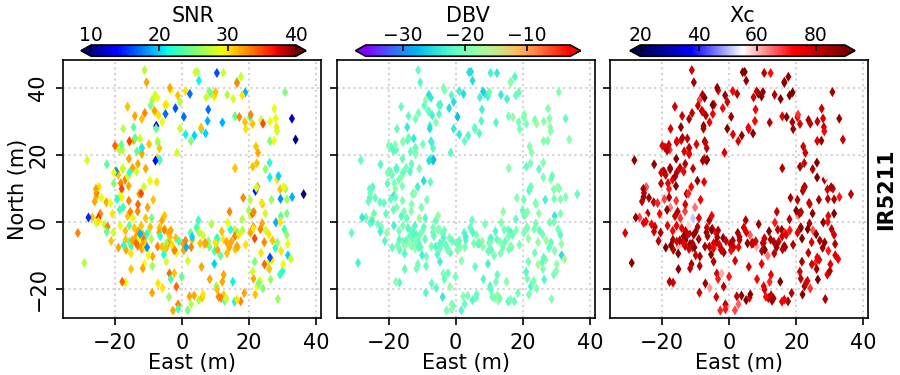 SNR DBV Xc
10 20 30 40 −30 −20 −10 20 40 60 80
40
20
0
−20
North (m)
IR5211
−20 0 20 40 −20 0 20 40 −20 0 20 40
East (m) East (m) East (m)